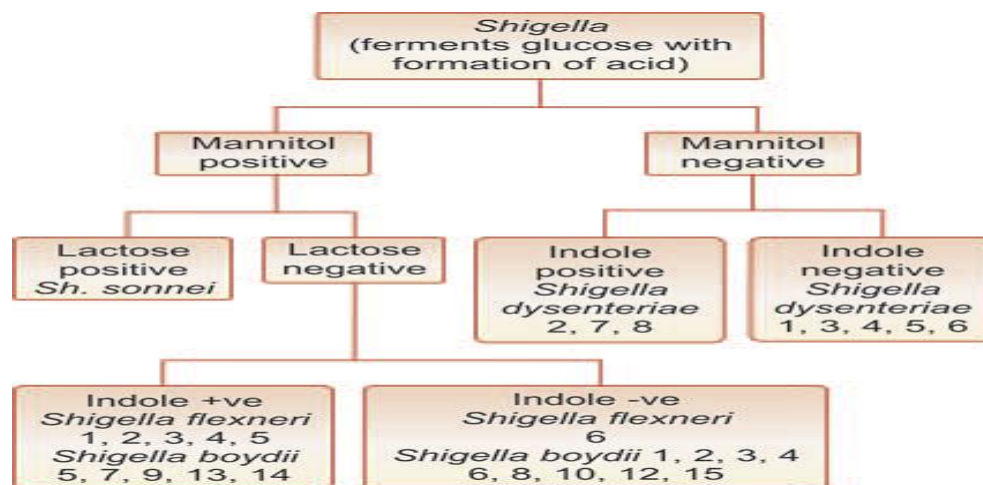 Shigella
(ferments glucose with
formation of acid)
Mannitol
positive
Mannitol
negative
Lactose
positive
Sh. sonnei
Lactose
negative
Indole
positive
Shigella
dysenteriae
2, 7, 8
Indole
negative
Shigella
dysenteriae
1, 3, 4, 5, 6
Indole +ve
Shigella flexneri
1, 2, 3, 4, 5
Shigella boydii
5, 7, 9, 13, 14
Indole -ve
Shigella flexneri
6
Shigella boydii 1, 2, 3, 4
6, 8, 10, 12, 15